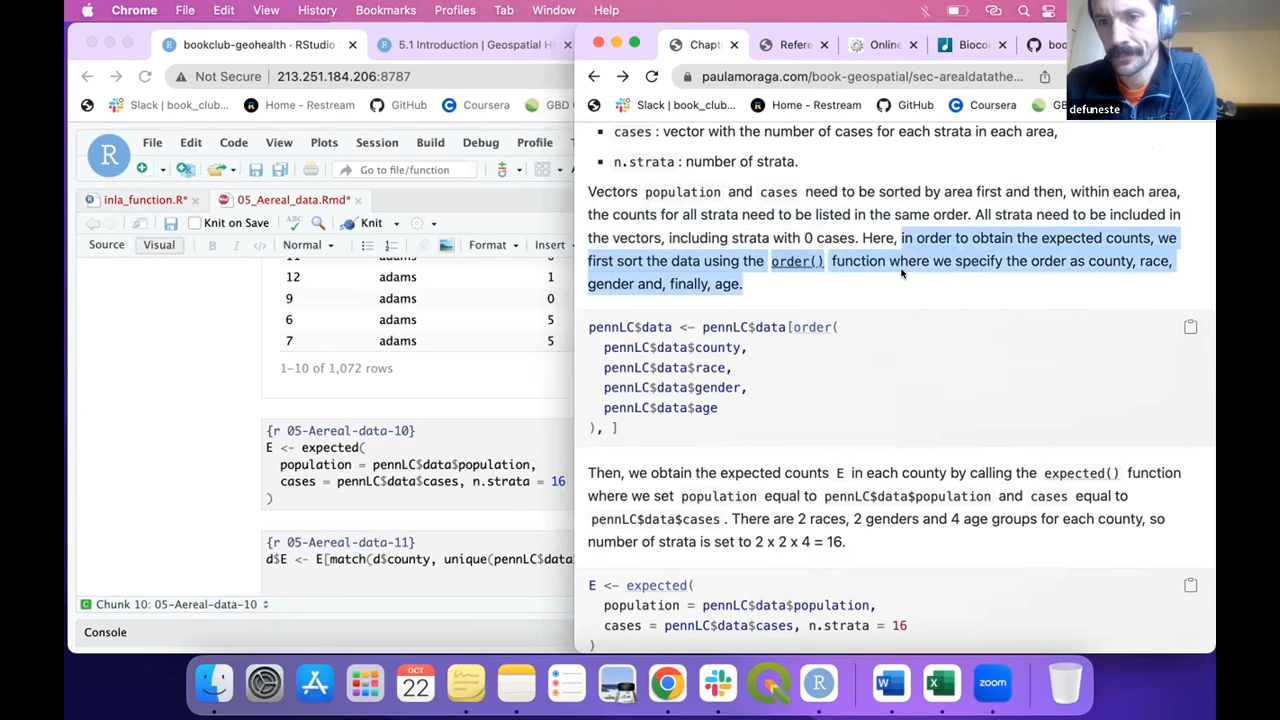 Chrome File Edit View History Bookmarks Profiles Tab Window Help
bookclub-geohealth · RStudio
5.1 Introduction | Geospatial H
Not Secure 213.251.184.206:8787
Slack | book_club... Home - Restream GitHub Coursera GBD
File Edit Code View Plots Session Build Debug Profile
Go to file/function
inla_function.R*
05_Aereal_data.Rmd*
Knit on Save ABC Knit
Source Visual B I Normal Format Insert
12 adams 1
9 adams 0
6 adams 5
7 adams 5
1-10 of 1,072 rows
{r 05-Aereal-data-10}
E <- expected(
population = pennLC$data$population,
cases = pennLC$data$cases, n.strata = 16
)
{r 05-Aereal-data-11}
d$E <- E[match(d$county, unique(pennLC$data
Chunk 10: 05-Aereal-data-10
Console
Chapt
Refere
Online
Bioco
boo
paulamoraga.com/book-geospatial/sec-arealdatathe...
Slack | book_club... Home - Restream GitHub Coursera GB
defuneste
cases : vector with the number of cases for each strata in each area,
n.strata : number of strata.
Vectors population and cases need to be sorted by area first and then, within each area,
the counts for all strata need to be listed in the same order. All strata need to be included in
the vectors, including strata with 0 cases. Here, in order to obtain the expected counts, we
first sort the data using the order() function where we specify the order as county, race,
gender and, finally, age.
pennLC$data <- pennLC$data[order(
pennLC$data$county,
pennLC$data$race,
pennLC$data$gender,
pennLC$data$age
), ]
Then, we obtain the expected counts E in each county by calling the expected() function
where we set population equal to pennLC$data$population and cases equal to
pennLC$data$cases . There are 2 races, 2 genders and 4 age groups for each county, so
number of strata is set to 2 x 2 x 4 = 16.
E <- expected(
population = pennLC$data$population,
cases = pennLC$data$cases, n.strata = 16
)
OCT
22
zoom